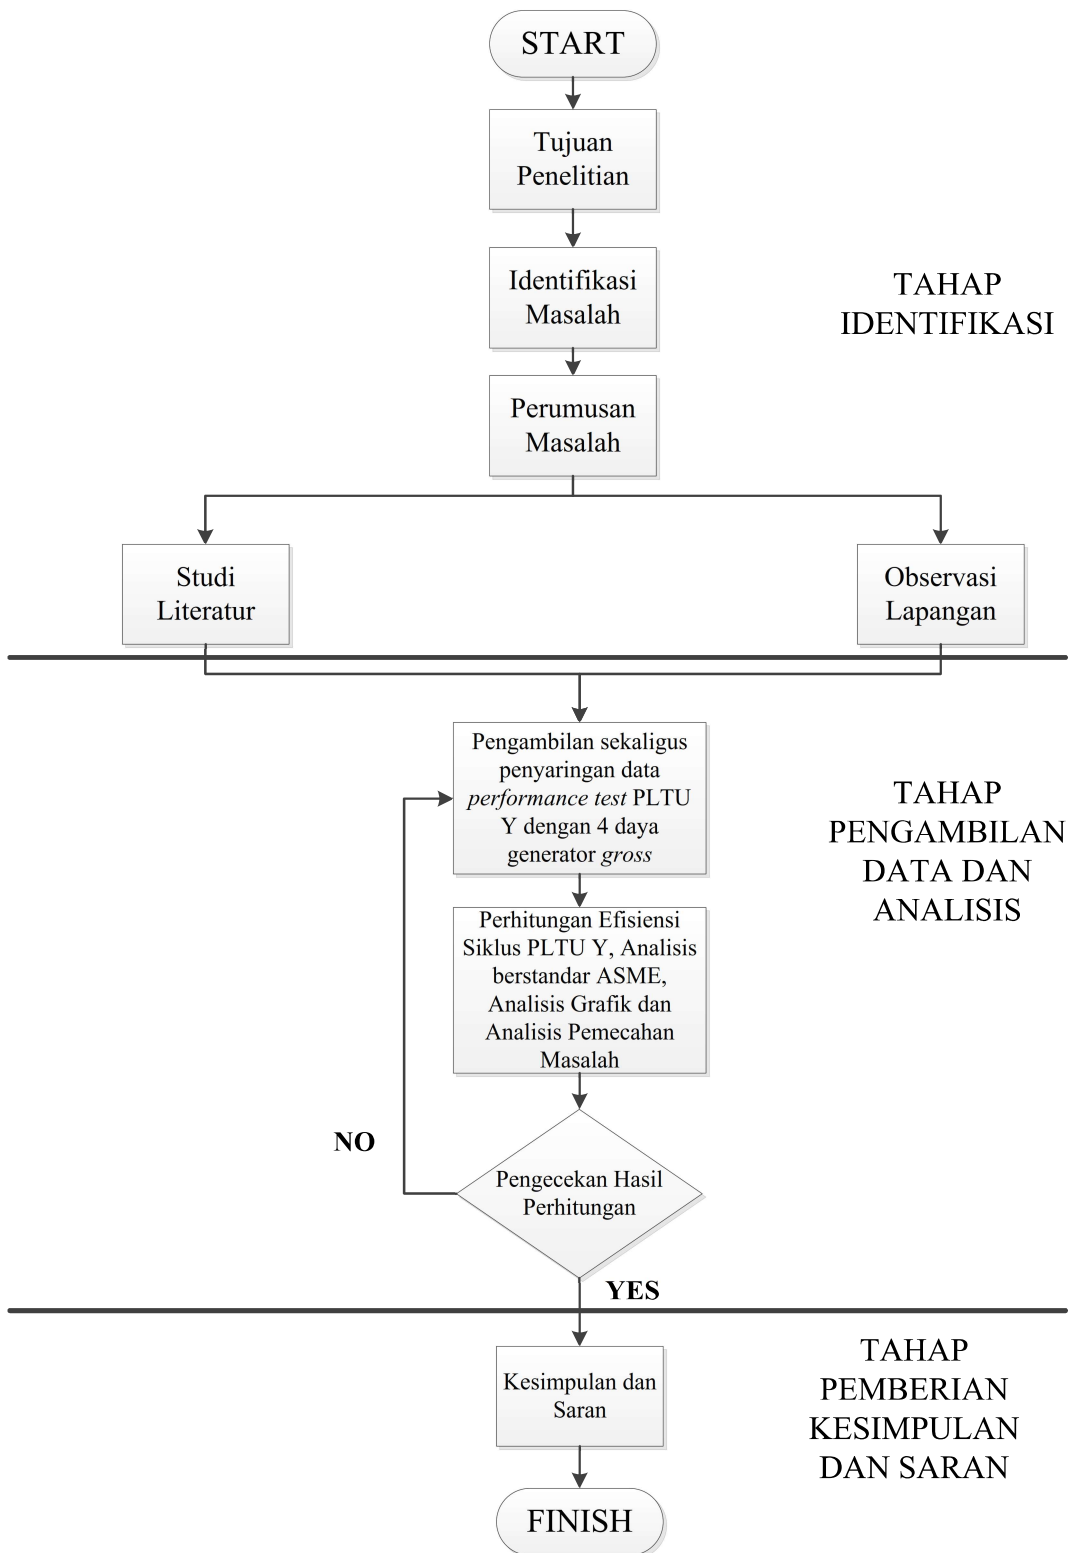 START
Tujuan
Penelitian
Identifikasi
Masalah
TAHAP
IDENTIFIKASI
Perumusan
Masalah
Studi
Literatur
Observasi
Lapangan
Pengambilan sekaligus
penyaringan data
performance test PLTU
Y dengan 4 daya
generator gross
TAHAP
PENGAMBILAN
DATA DAN
ANALISIS
Perhitungan Efisiensi
Siklus PLTU Y, Analisis
berstandar ASME,
Analisis Grafik dan
Analisis Pemecahan
Masalah
NO
Pengecekan Hasil
Perhitungan
YES
Kesimpulan dan
Saran
TAHAP
PEMBERIAN
KESIMPULAN
DAN SARAN
FINISH